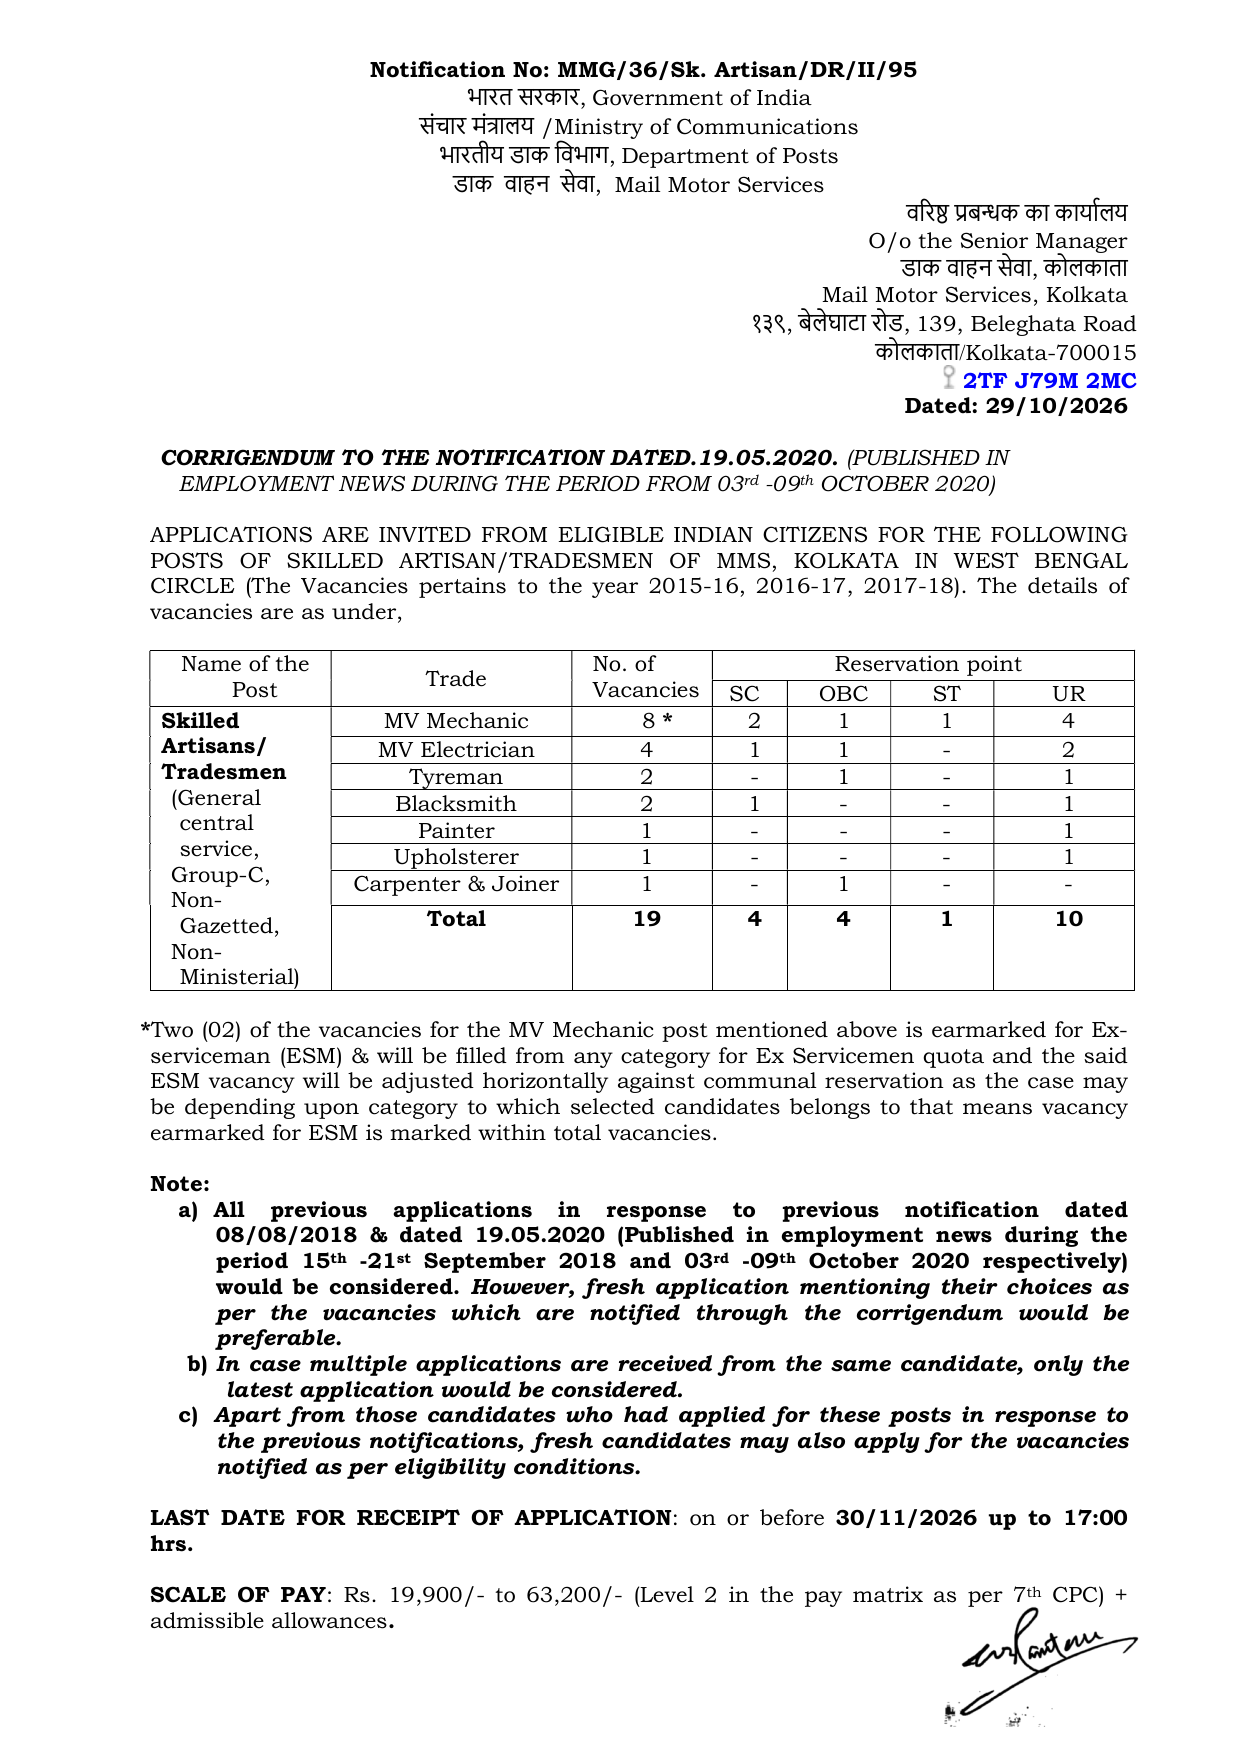 Notification No: MMG/36/Sk. Artisan/DR/II/95
भारत सरकार, Government of India
संचार मंत्रालय /Ministry of Communications
भारतीय डाक विभाग, Department of Posts
डाक वाहन सेवा, Mail Motor Services
वरिष्ठ प्रबन्धक का कार्यालय
O/o the Senior Manager
डाक वाहन सेवा, कोलकाता
Mail Motor Services, Kolkata
१३९, बेलेघाटा रोड, 139, Beleghata Road
कोलकाता/Kolkata-700015
2TF J79M 2MC
Dated: 29/10/2026
CORRIGENDUM TO THE NOTIFICATION DATED.19.05.2020. (PUBLISHED IN
EMPLOYMENT NEWS DURING THE PERIOD FROM 03rd -09th OCTOBER 2020)
APPLICATIONS ARE INVITED FROM ELIGIBLE INDIAN CITIZENS FOR THE FOLLOWING
POSTS OF SKILLED ARTISAN/TRADESMEN OF MMS, KOLKATA IN WEST BENGAL
CIRCLE (The Vacancies pertains to the year 2015-16, 2016-17, 2017-18). The details of
vacancies are as under,
Name of the Post Trade No. of Vacancies Reservation point
SC OBC ST UR
Skilled Artisans/ Tradesmen (General central service, Group-C, Non-Gazetted, Non-Ministerial)
MV Mechanic 8 * 2 1 1 4
MV Electrician 4 1 1 - 2
Tyreman 2 - 1 - 1
Blacksmith 2 1 - - 1
Painter 1 - - - 1
Upholsterer 1 - - - 1
Carpenter & Joiner 1 - 1 - -
Total 19 4 4 1 10
*Two (02) of the vacancies for the MV Mechanic post mentioned above is earmarked for Ex-
serviceman (ESM) & will be filled from any category for Ex Servicemen quota and the said
ESM vacancy will be adjusted horizontally against communal reservation as the case may
be depending upon category to which selected candidates belongs to that means vacancy
earmarked for ESM is marked within total vacancies.
Note:
a) All previous applications in response to previous notification dated
08/08/2018 & dated 19.05.2020 (Published in employment news during the
period 15th -21st September 2018 and 03rd -09th October 2020 respectively)
would be considered. However, fresh application mentioning their choices as
per the vacancies which are notified through the corrigendum would be
preferable.
b) In case multiple applications are received from the same candidate, only the
latest application would be considered.
c) Apart from those candidates who had applied for these posts in response to
the previous notifications, fresh candidates may also apply for the vacancies
notified as per eligibility conditions.
LAST DATE FOR RECEIPT OF APPLICATION: on or before 30/11/2026 up to 17:00
hrs.
SCALE OF PAY: Rs. 19,900/- to 63,200/- (Level 2 in the pay matrix as per 7th CPC) +
admissible allowances.